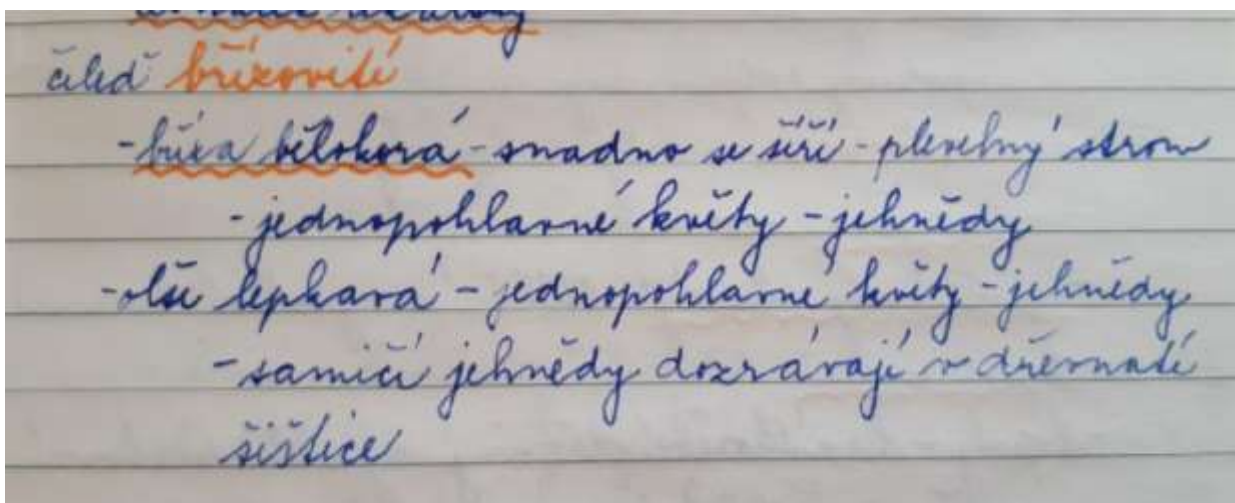 čeleď břízovité
- bříza bělokorá - snadno se šíří - plevelný strom
- jednopohlavné květy - jehnědy
- olše lepkavá - jednopohlavné květy - jehnědy
- samičí jehnědy dozrávají v dřevnaté
šištice